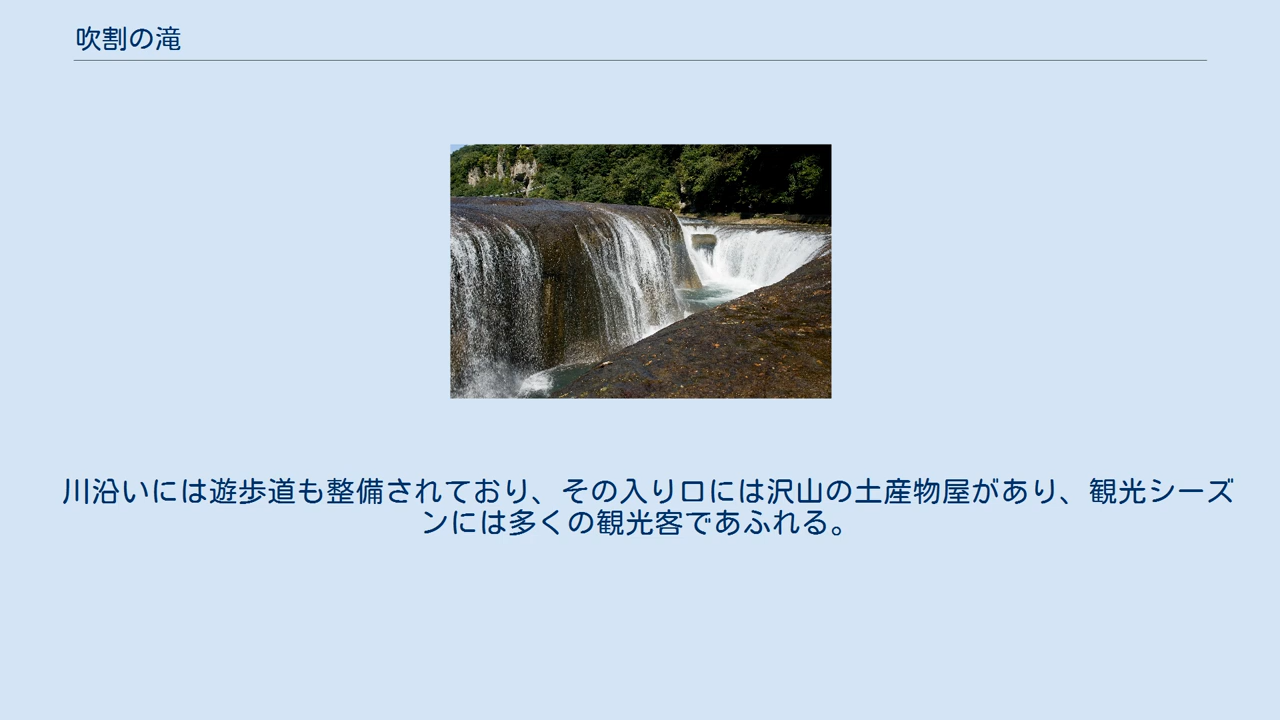 吹割の滝
川沿いには遊歩道も整備されており、その入り口には沢山の土産物屋があり、観光シーズ
ンには多くの観光客であふれる。